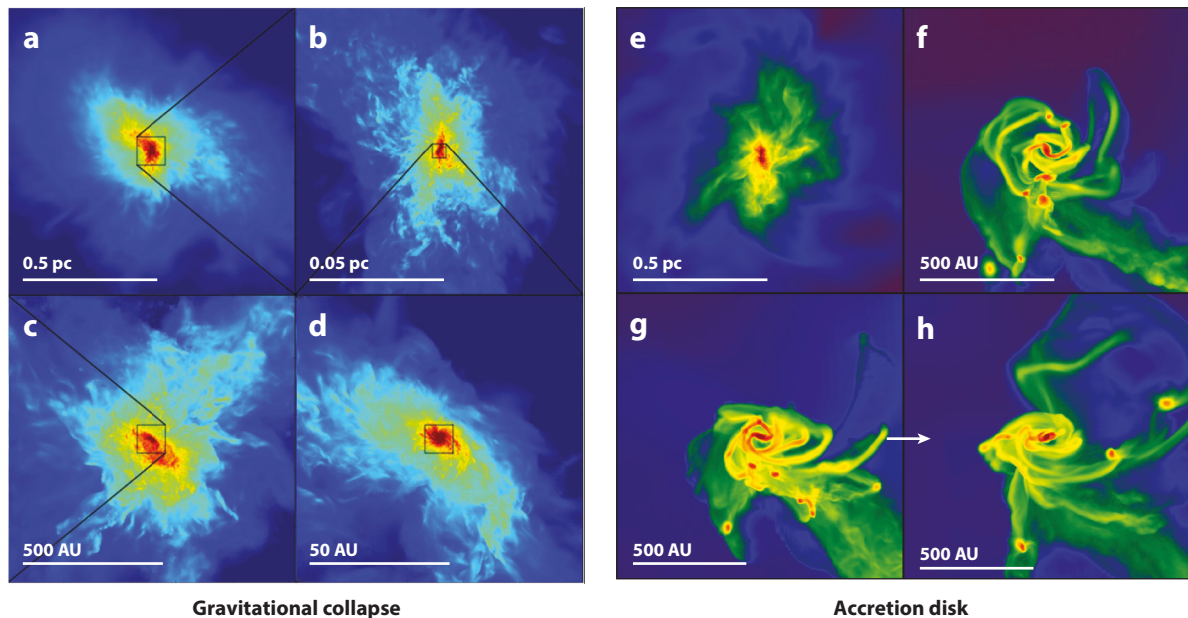 a
b
0.5 pc
0.05 pc
c
d
500 AU
50 AU
Gravitational collapse
e
f
0.5 pc
500 AU
g
h
500 AU
500 AU
Accretion disk